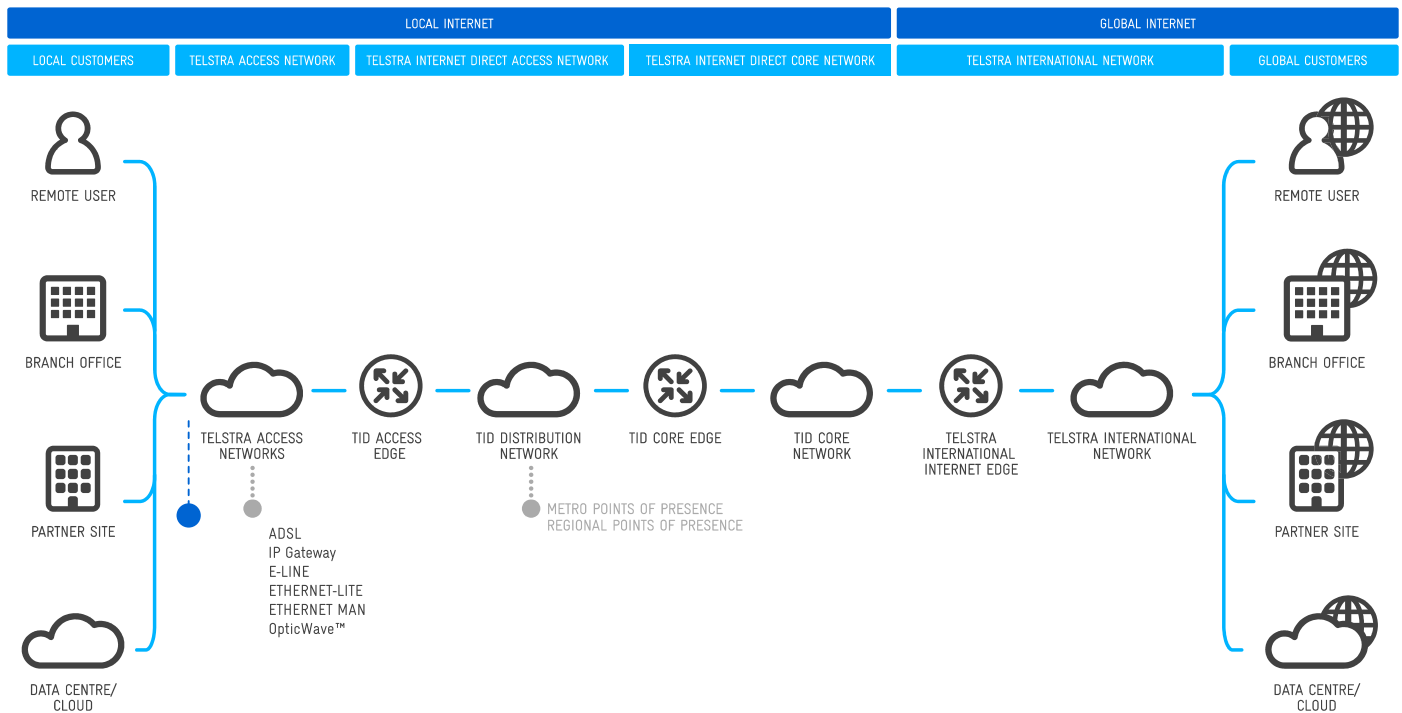 LOCAL INTERNET
GLOBAL INTERNET
LOCAL CUSTOMERS
TELSTRA ACCESS NETWORK
TELSTRA INTERNET DIRECT ACCESS NETWORK
TELSTRA INTERNET DIRECT CORE NETWORK
TELSTRA INTERNATIONAL NETWORK
GLOBAL CUSTOMERS
REMOTE USER
BRANCH OFFICE
PARTNER SITE
DATA CENTRE/
CLOUD
TELSTRA ACCESS
NETWORKS
ADSL
IP Gateway
E-LINE
ETHERNET-LITE
ETHERNET MAN
OpticWave™
TID ACCESS
EDGE
TID DISTRIBUTION
NETWORK
METRO POINTS OF PRESENCE
REGIONAL POINTS OF PRESENCE
TID CORE EDGE
TID CORE
NETWORK
TELSTRA
INTERNATIONAL
INTERNET EDGE
TELSTRA INTERNATIONAL
NETWORK
REMOTE USER
BRANCH OFFICE
PARTNER SITE
DATA CENTRE/
CLOUD